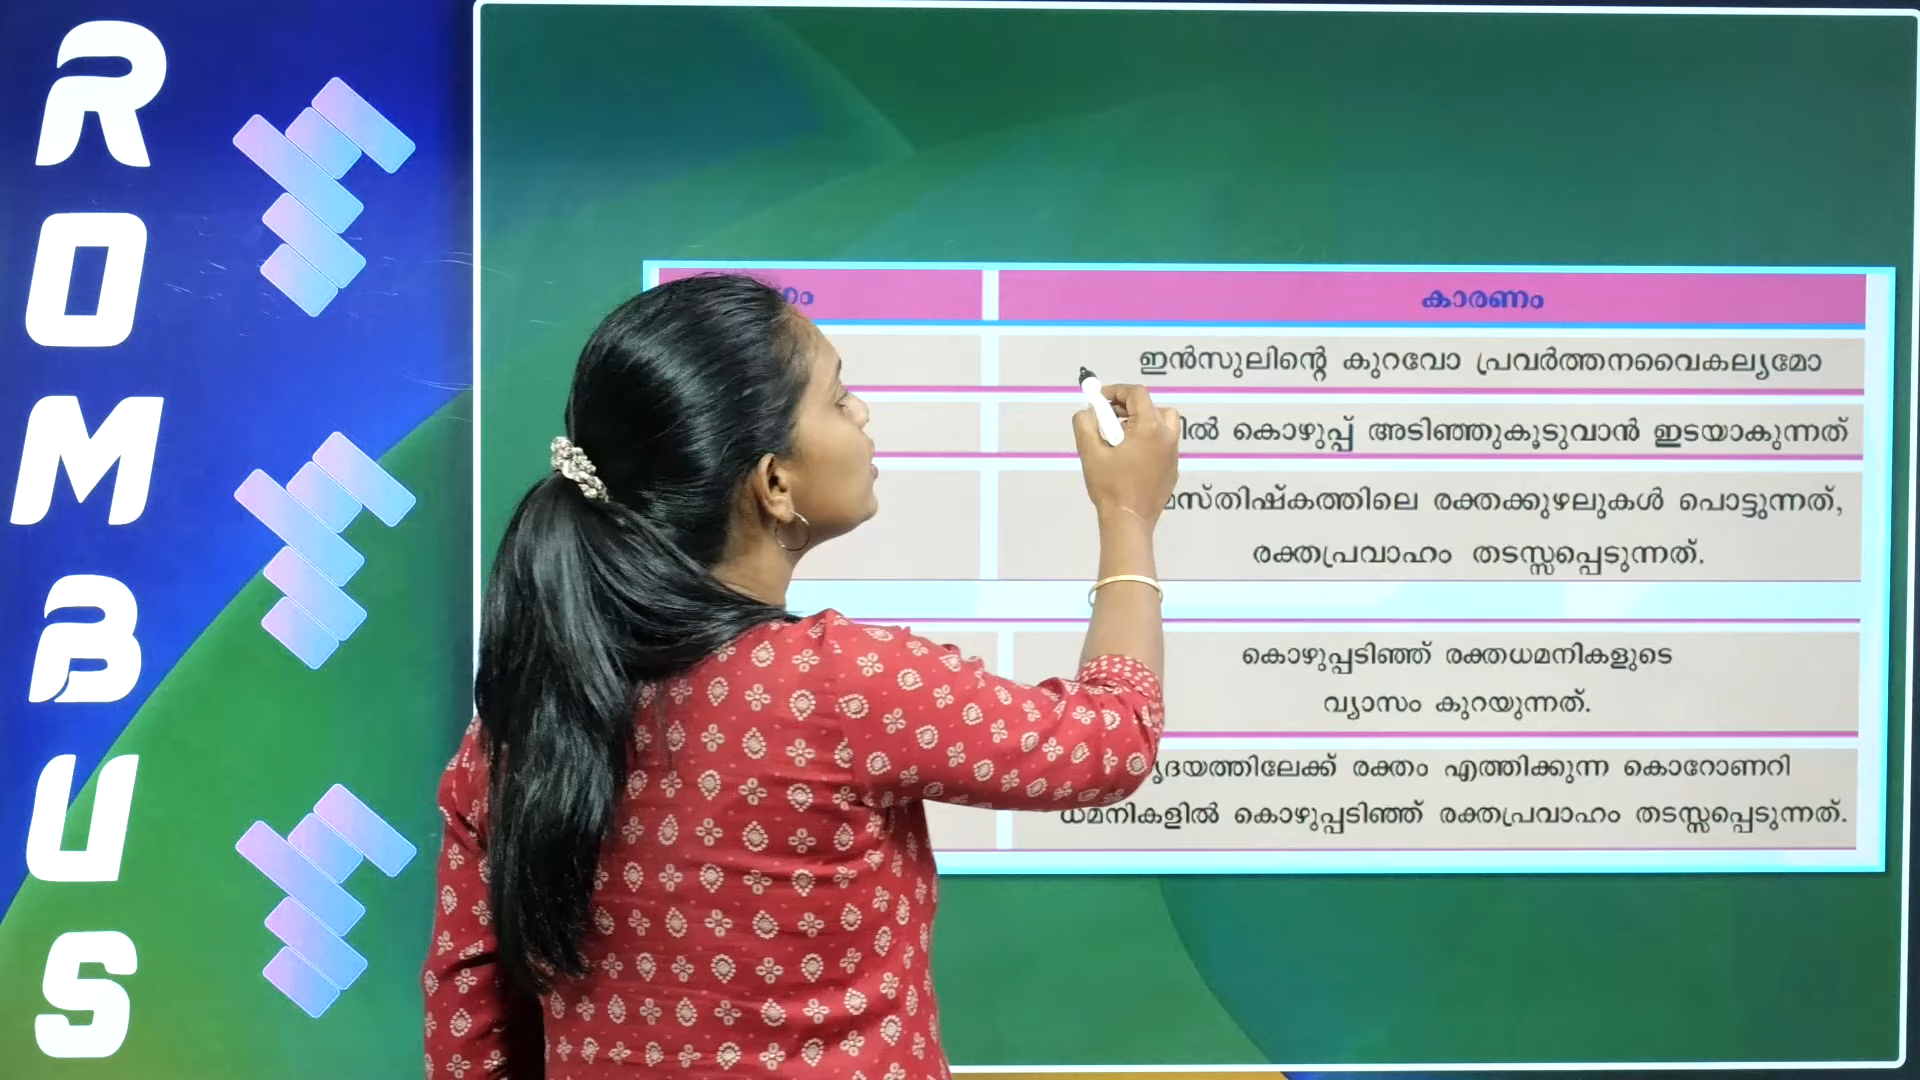 ROMBUS
കാരണം
ഇൻസുലിന്റെ കുറവോ പ്രവർത്തനവൈകല്യമോ
കൊഴുപ്പ് അടിഞ്ഞുകൂടുവാൻ ഇടയാകുന്നത്
മസ്തിഷ്കത്തിലെ രക്തക്കുഴലുകൾ പൊട്ടുന്നത്,
രക്തപ്രവാഹം തടസ്സപ്പെടുന്നത്.
കൊഴുപ്പടിഞ്ഞ് രക്തധമനികളുടെ
വ്യാസം കുറയുന്നത്.
രക്തം എത്തിക്കുന്ന കൊറോണറി
ധമനികളിൽ കൊഴുപ്പടിഞ്ഞ് രക്തപ്രവാഹം തടസ്സപ്പെടുന്നത്.